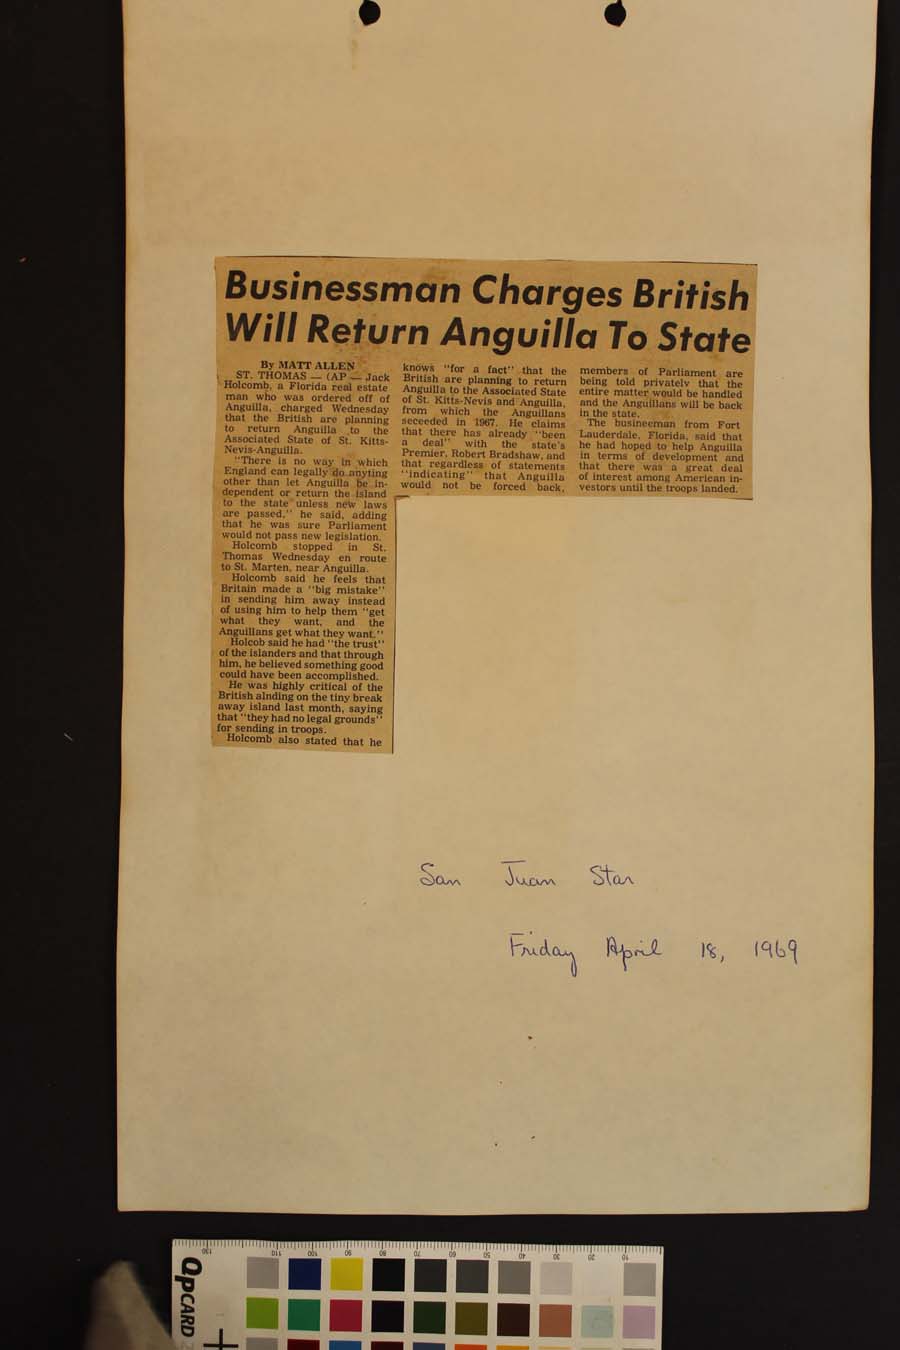 Businessman Charges British
Will Return Anguilla To State
By MATT ALLEN
ST. THOMAS — (AP — Jack
Holcomb, a Florida real estate
man who was ordered off of
Anguilla, charged Wednesday
that the British are planning
to return Anguilla to the
Associated State of St. Kitts-
Nevis-Anguilla.
"There is no way in which
England can legally do anyting
other than let Anguilla be in-
dependent or return the island
to the state unless new laws
are passed," he said, adding
that he was sure Parliament
would not pass new legislation.
Holcomb stopped in St.
Thomas Wednesday en route
to St. Marten, near Anguilla.
Holcomb said he feels that
Britain made a "big mistake"
in sending him away instead
of using him to help them "get
what they want, and the
Anguillans get what they want."
Holcob said he had "the trust"
of the islanders and that through
him, he believed something good
could have been accomplished.
He was highly critical of the
British alnding on the tiny break
away island last month, saying
that "they had no legal grounds"
for sending in troops.
Holcomb also stated that he
knows "for a fact" that the
British are planning to return
Anguilla to the Associated State
of St. Kitts-Nevis and Anguilla,
from which the Anguillans
seceeded in 1967. He claims
that there has already "been
a deal" with the state's
Premier, Robert Bradshaw, and
that regardless of statements
"indicating" that Anguilla
would not be forced back,
members of Parliament are
being told privately that the
entire matter would be handled
and the Anguillans will be back
in the state.
The busineeman from Fort
Lauderdale, Florida, said that
he had hoped to help Anguilla
in terms of development and
that there was a great deal
of interest among American in-
vestors until the troops landed.
San Juan Star
Friday April 18, 1969
130 110 100 90 80 70 60 50 40 30 20 10
QPCARD